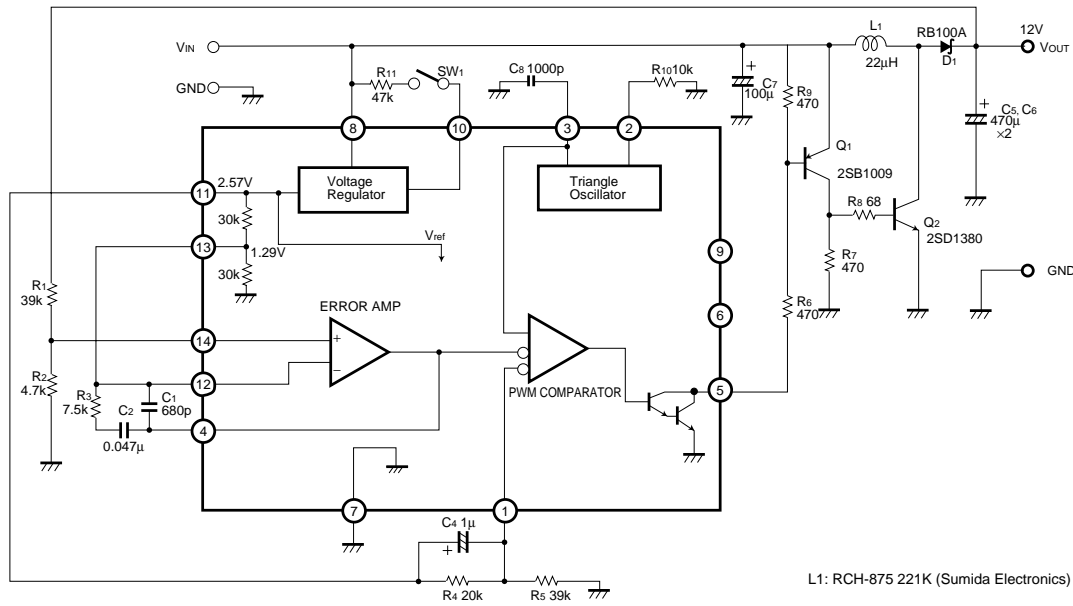 L1
RB100A
12V
VIN
VOUT
22μH
D1
GND
R11
47k
SW1
C8 1000p
R10 10k
C7
100μ
R9
470
C5, C6
470μ
×2
8
10
3
2
Q1
2SB1009
11
2.57V
Voltage
Regulator
Triangle
Oscillator
30k
R8 68
Q2
2SD1380
13
1.29V
Vref
9
30k
R7
470
GND
R1
39k
ERROR AMP
R6
470
6
14
+
R2
4.7k
12
−
PWM COMPARATOR
5
R3
7.5k
C1
680p
C2
0.047μ
4
7
1
C4 1μ
+
R4 20k
R5 39k
L1: RCH-875 221K (Sumida Electronics)